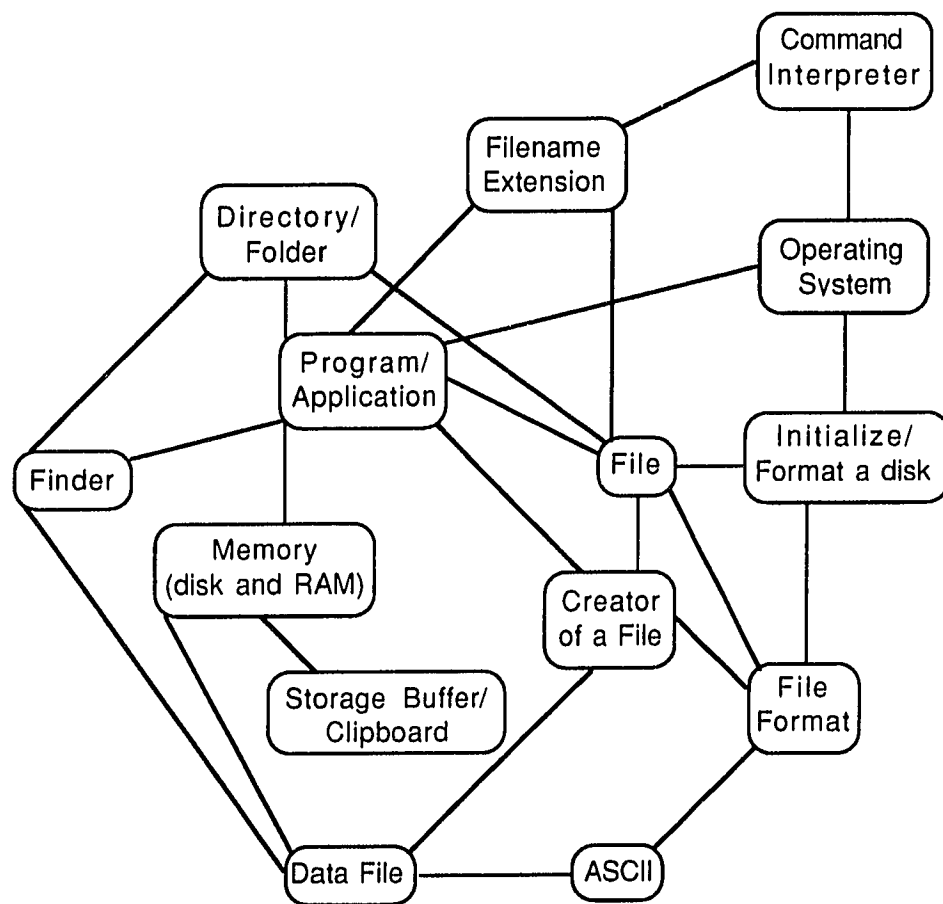 Command
Interpreter
Filename
Extension
Directory/
Folder
Operating
System
Program/
Application
Initialize/
Format a disk
File
Finder
Memory
(disk and RAM)
Creator
of a File
Storage Buffer/
Clipboard
File
Format
Data File
ASCII